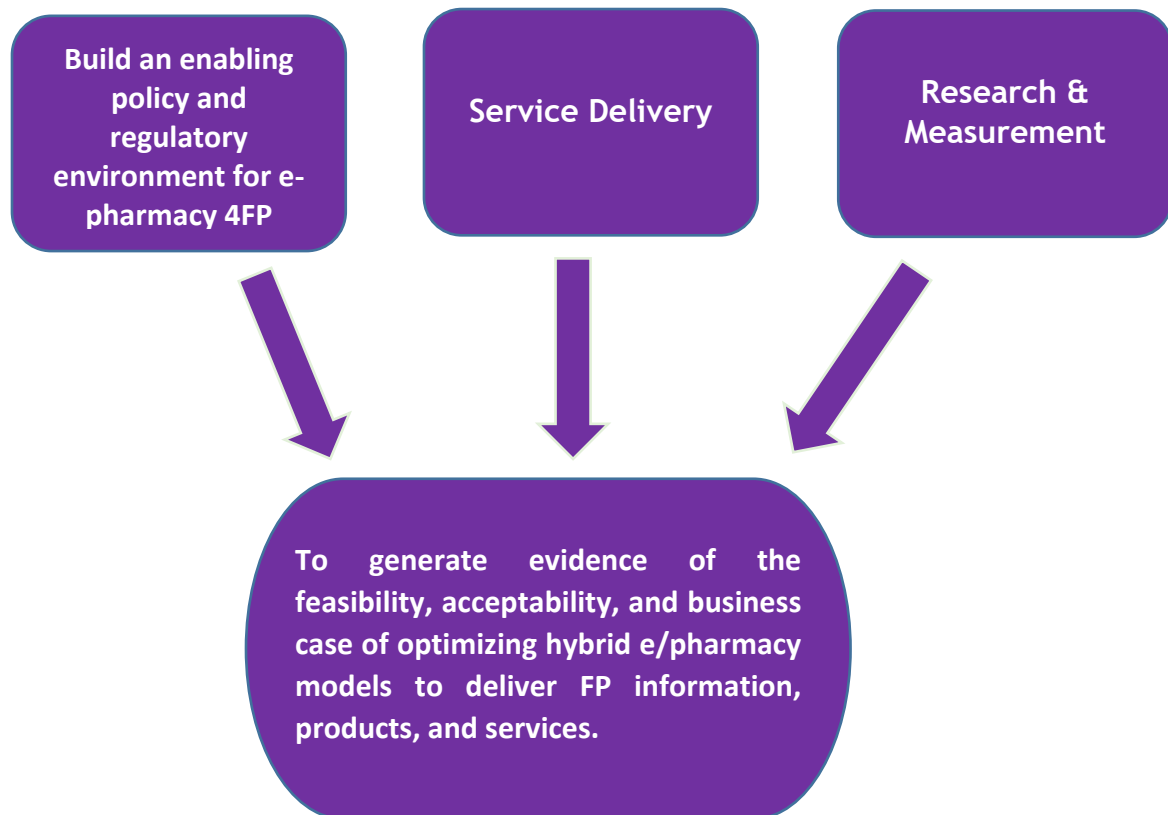 Build an enabling
policy and
regulatory
environment for e-
pharmacy 4FP
Service Delivery
Research &
Measurement
To generate evidence of the
feasibility, acceptability, and business
case of optimizing hybrid e/pharmacy
models to deliver FP information,
products, and services.